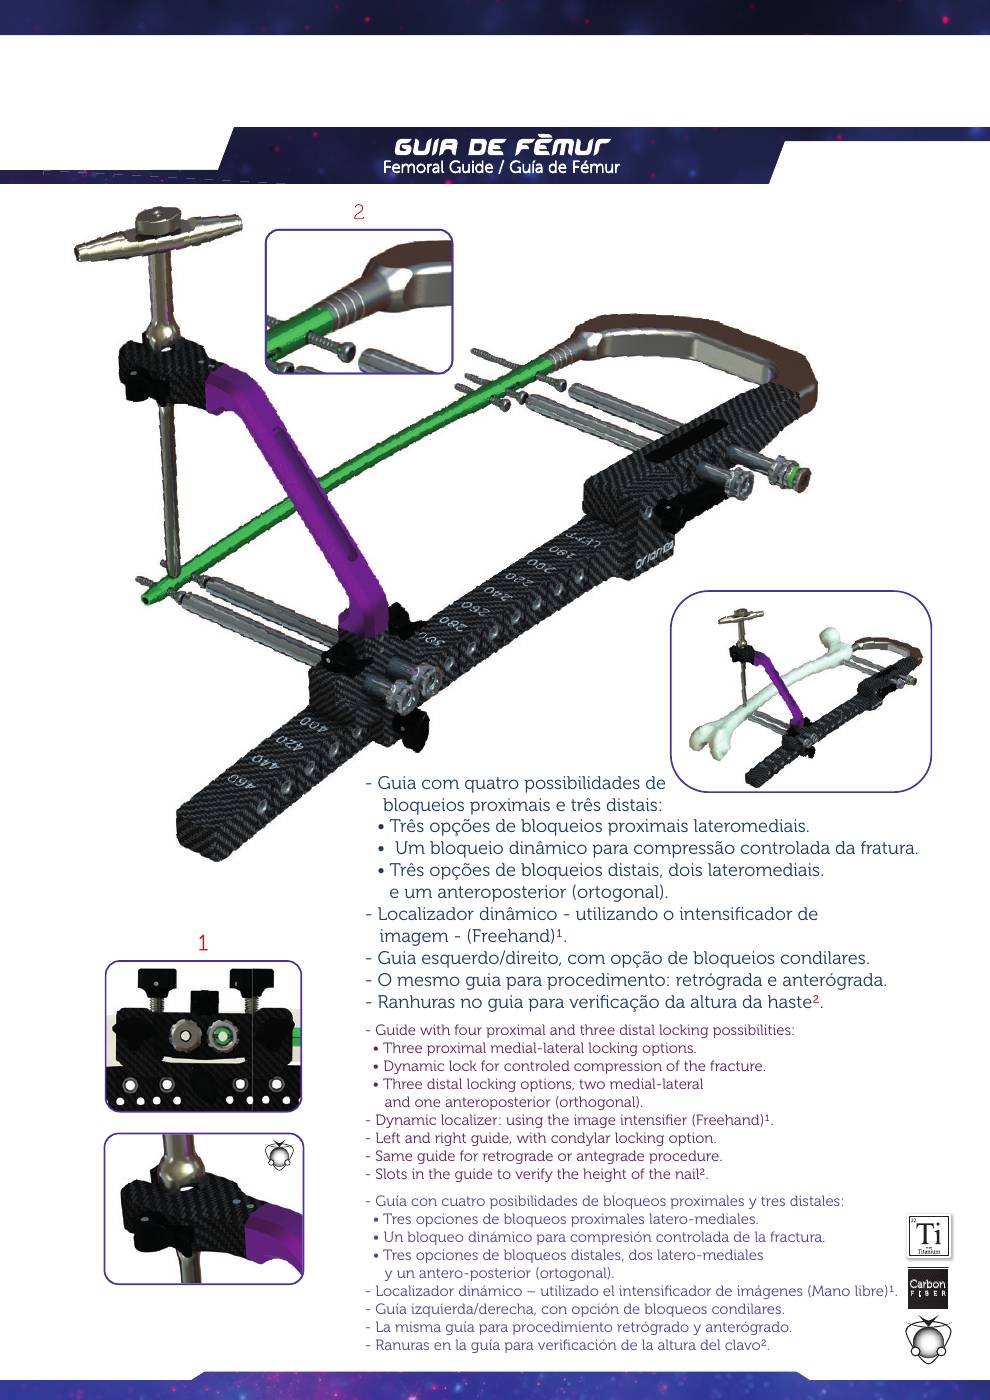 GUIA DE FÊMUR
Femoral Guide / Guía de Fémur
2
LEFT
180
200
220
240
260
280
300
400
420
440
460
- Guia com quatro possibilidades de
bloqueios proximais e três distais:
• Três opções de bloqueios proximais lateromediais.
• Um bloqueio dinâmico para compressão controlada da fratura.
• Três opções de bloqueios distais, dois lateromediais.
e um anteroposterior (ortogonal).
- Localizador dinâmico - utilizando o intensificador de
imagem - (Freehand)¹.
- Guia esquerdo/direito, com opção de bloqueios condilares.
- O mesmo guia para procedimento: retrógrada e anterógrada.
- Ranhuras no guia para verificação da altura da haste².
1
- Guide with four proximal and three distal locking possibilities:
• Three proximal medial-lateral locking options.
• Dynamic lock for controled compression of the fracture.
• Three distal locking options, two medial-lateral
and one anteroposterior (orthogonal).
- Dynamic localizer: using the image intensifier (Freehand)¹.
- Left and right guide, with condylar locking option.
- Same guide for retrograde or antegrade procedure.
- Slots in the guide to verify the height of the nail².
- Guía con cuatro posibilidades de bloqueos proximales y tres distales:
• Tres opciones de bloqueos proximales latero-mediales.
• Un bloqueo dinámico para compresión controlada de la fractura.
• Tres opciones de bloqueos distales, dos latero-mediales
y un antero-posterior (ortogonal).
- Localizador dinámico – utilizado el intensificador de imágenes (Mano libre)¹.
- Guía izquierda/derecha, con opción de bloqueos condilares.
- La misma guía para procedimiento retrógrado y anterógrado.
- Ranuras en la guía para verificación de la altura del clavo².
22
Ti
Titanium
Carbon
FIBER